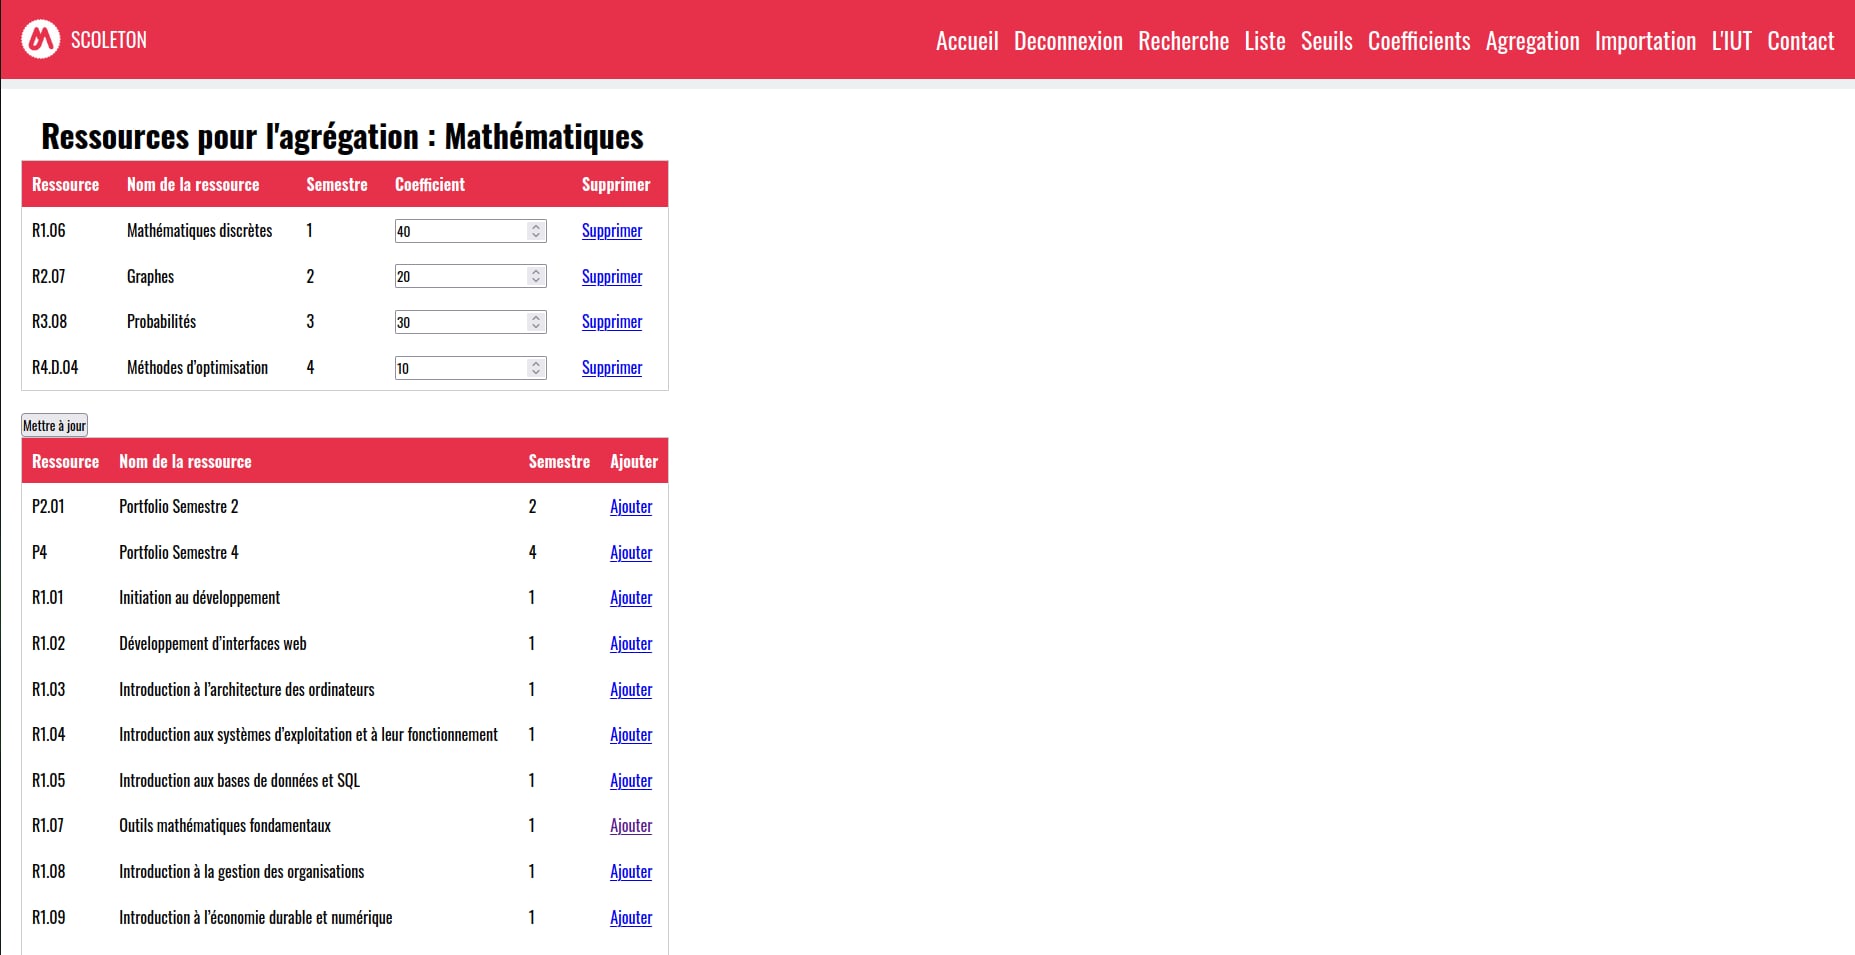 SCOLETON Accueil Deconnexion Recherche Liste Seuils Coefficients Agregation Importation L'IUT Contact
Ressources pour l'agrégation : Mathématiques
Ressource Nom de la ressource Semestre Coefficient Supprimer
R1.06 Mathématiques discrètes 1 40 Supprimer
R2.07 Graphes 2 20 Supprimer
R3.08 Probabilités 3 30 Supprimer
R4.D.04 Méthodes d’optimisation 4 10 Supprimer
Mettre à jour
Ressource Nom de la ressource Semestre Ajouter
P2.01 Portfolio Semestre 2 2 Ajouter
P4 Portfolio Semestre 4 4 Ajouter
R1.01 Initiation au développement 1 Ajouter
R1.02 Développement d’interfaces web 1 Ajouter
R1.03 Introduction à l’architecture des ordinateurs 1 Ajouter
R1.04 Introduction aux systèmes d’exploitation et à leur fonctionnement 1 Ajouter
R1.05 Introduction aux bases de données et SQL 1 Ajouter
R1.07 Outils mathématiques fondamentaux 1 Ajouter
R1.08 Introduction à la gestion des organisations 1 Ajouter
R1.09 Introduction à l’économie durable et numérique 1 Ajouter